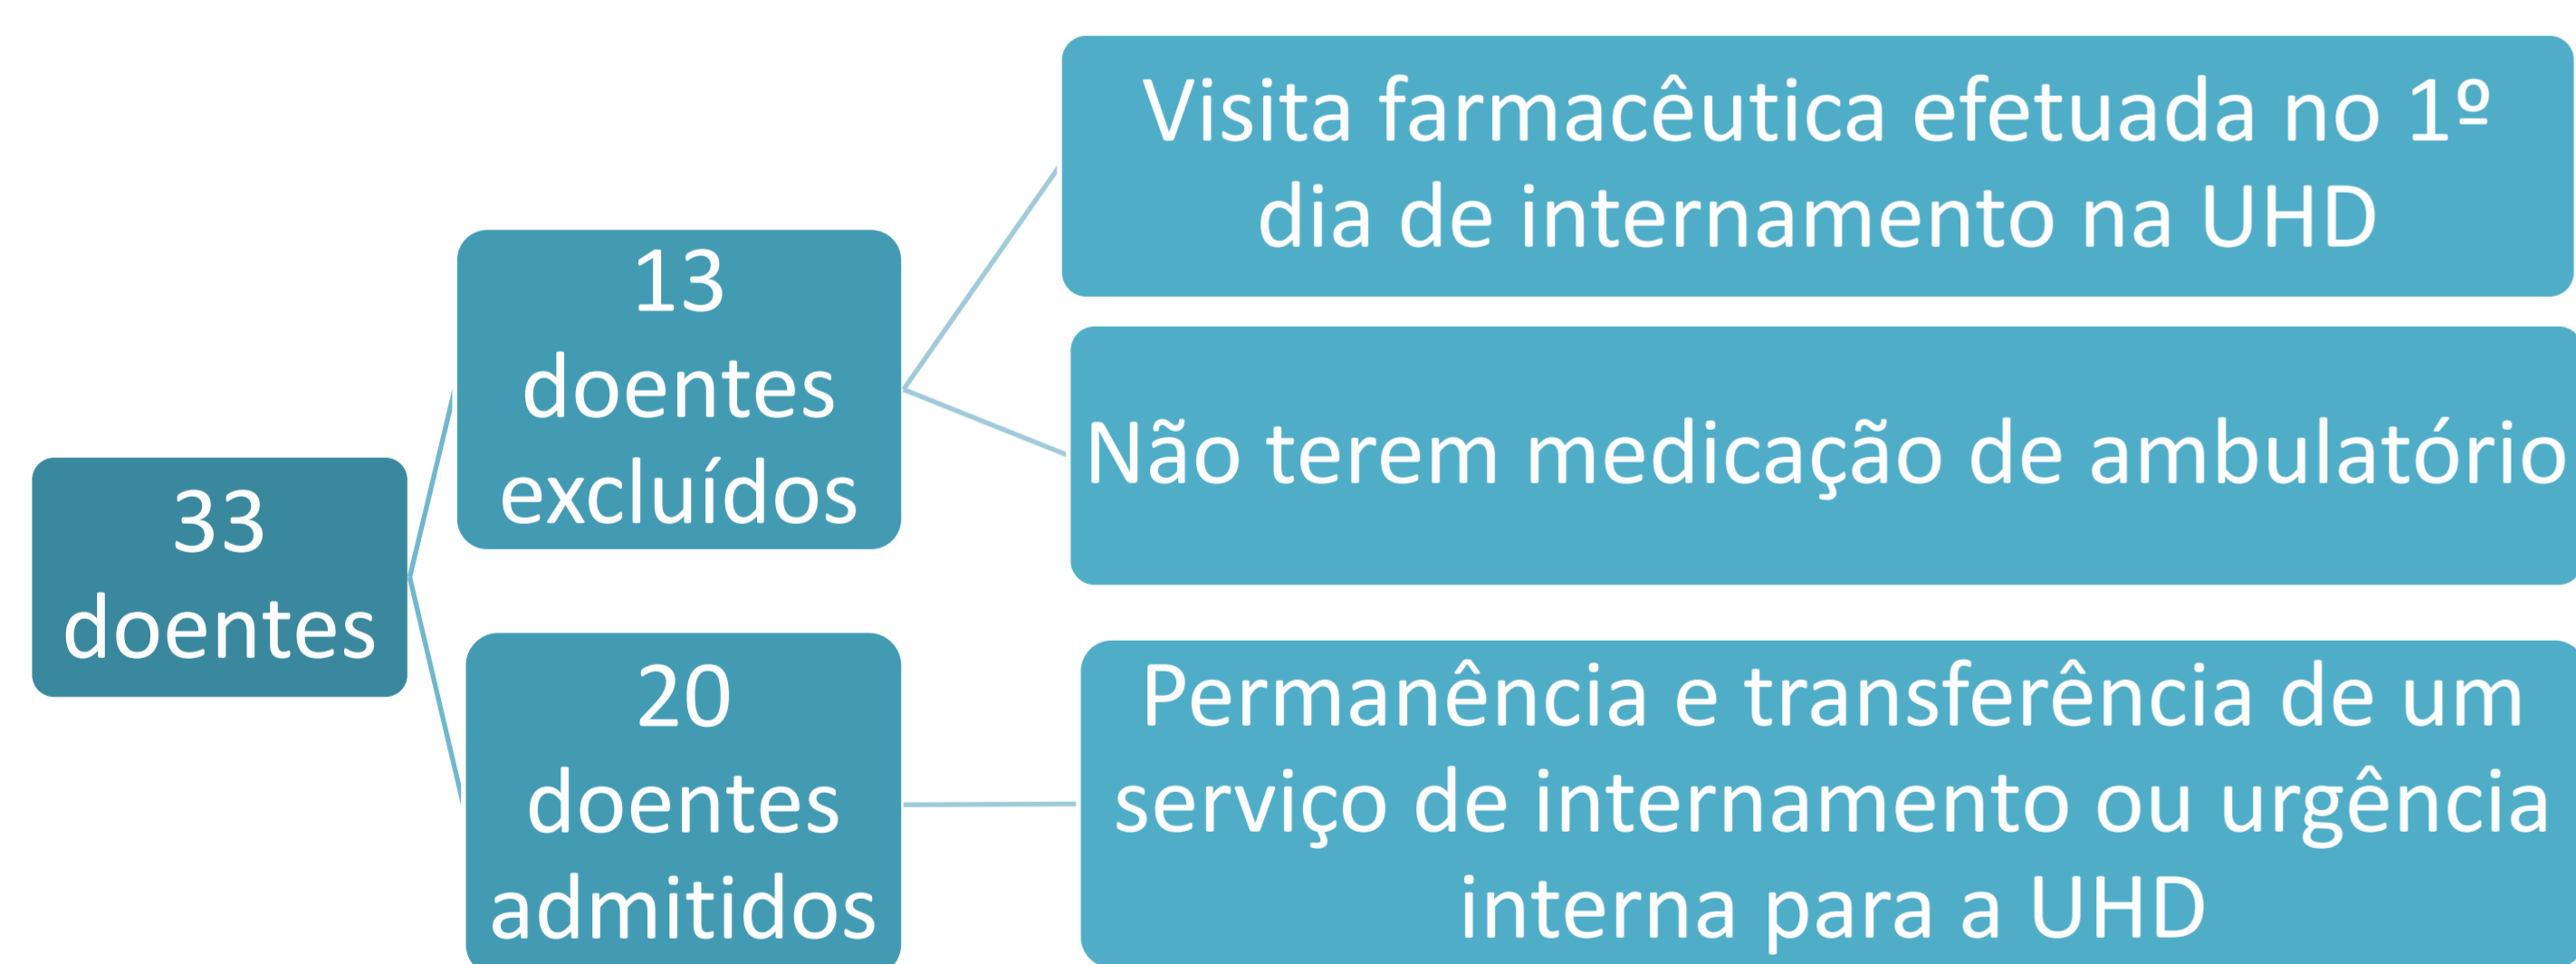 33
doentes
13
doentes
excluídos
Visita farmacêutica efetuada no 1º
dia de internamento na UHD
Não terem medicação de ambulatório
20
doentes
admitidos
Permanência e transferência de um
serviço de internamento ou urgência
interna para a UHD